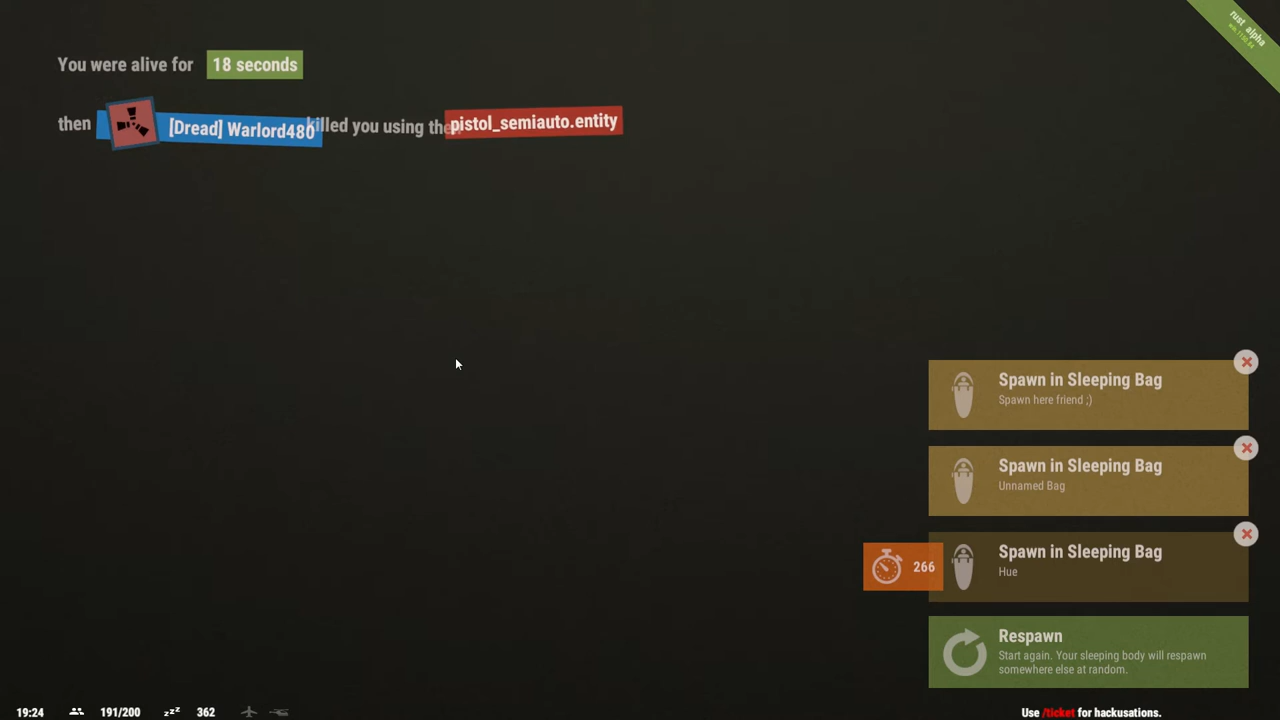 You were alive for 18 seconds
then [Dread] Warlord480 killed you using the pistol_semiauto.entity
rust alpha
Spawn in Sleeping Bag
Spawn here friend ;)
Spawn in Sleeping Bag
Unnamed Bag
266
Spawn in Sleeping Bag
Hue
Respawn
Start again. Your sleeping body will respawn
somewhere else at random.
19:24 191/200 zzz 362
Use /ticket for hackusations.